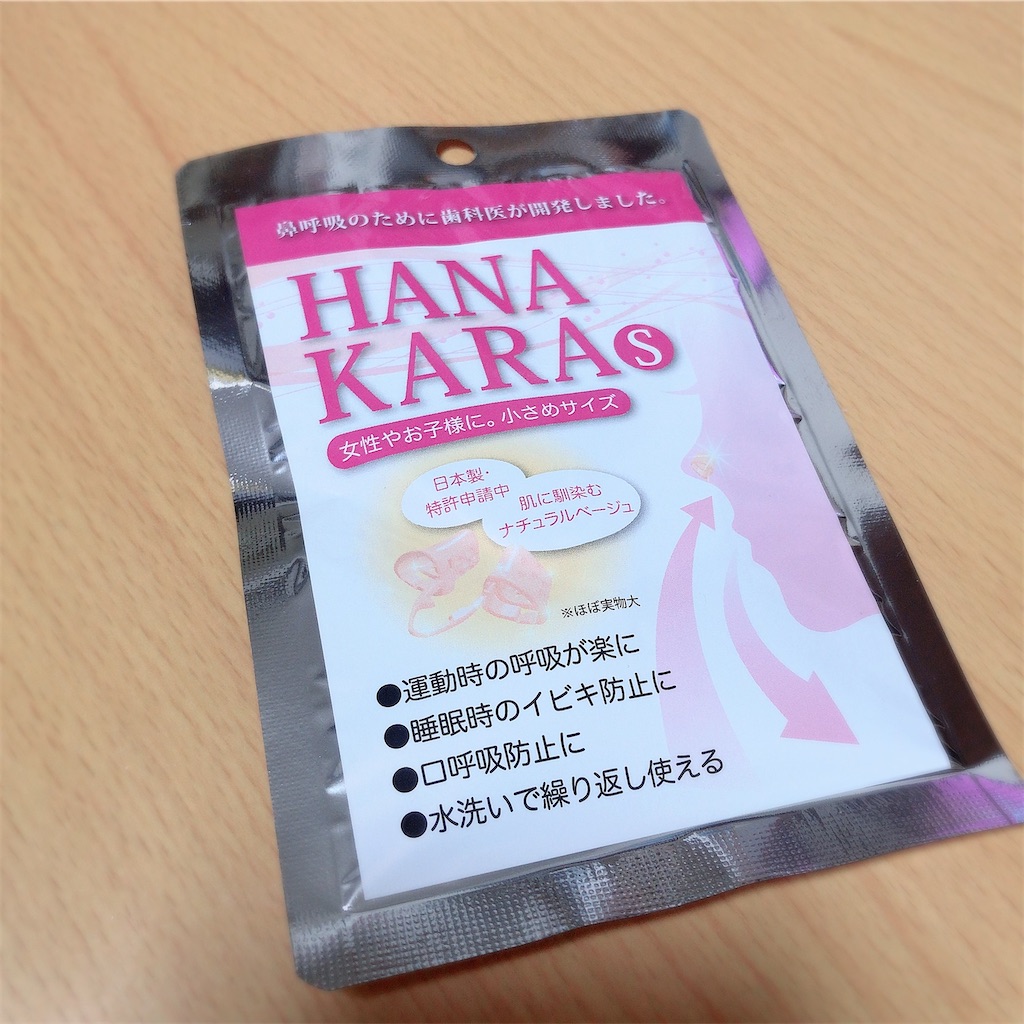 鼻呼吸のために歯科医が開発しました。
HANA
KARA S
女性やお子様に。小さめサイズ
日本製・
特許申請中
肌に馴染む
ナチュラルベージュ
※ほぼ実物大
●運動時の呼吸が楽に
●睡眠時のイビキ防止に
●口呼吸防止に
●水洗いで繰り返し使える